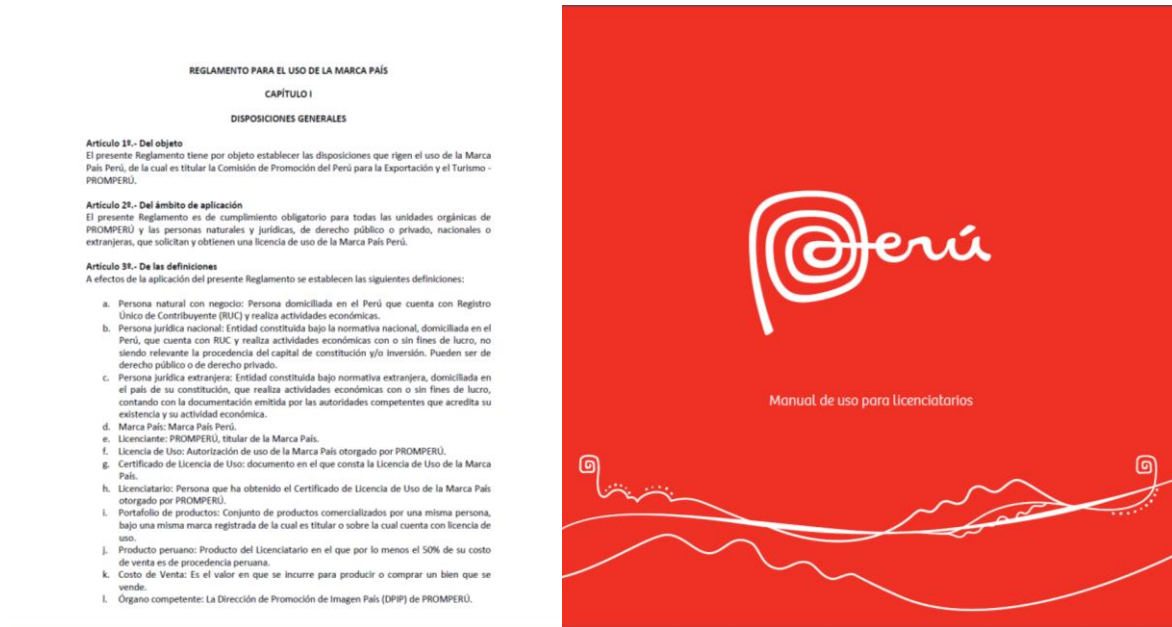 REGLAMENTO PARA EL USO DE LA MARCA PAÍS
CAPÍTULO I
DISPOSICIONES GENERALES
Artículo 1º.- Del objeto
El presente Reglamento tiene por objeto establecer las disposiciones que rigen el uso de la Marca
País Perú, de la cual es titular la Comisión de Promoción del Perú para la Exportación y el Turismo -
PROMPERÚ.
Artículo 2º.- Del ámbito de aplicación
El presente Reglamento es de cumplimiento obligatorio para todas las unidades orgánicas de
PROMPERÚ y las personas naturales y jurídicas, de derecho público o privado, nacionales o
extranjeras, que solicitan y obtienen una licencia de uso de la Marca País Perú.
Artículo 3º.- De las definiciones
A efectos de la aplicación del presente Reglamento se establecen las siguientes definiciones:
a. Persona natural con negocio: Persona domiciliada en el Perú que cuenta con Registro
Único de Contribuyente (RUC) y realiza actividades económicas.
b. Persona jurídica nacional: Entidad constituida bajo la normativa nacional, domiciliada en el
Perú, que cuenta con RUC y realiza actividades económicas con o sin fines de lucro, no
siendo relevante la procedencia del capital de constitución y/o inversión. Pueden ser de
derecho público o de derecho privado.
c. Persona jurídica extranjera: Entidad constituida bajo normativa extranjera, domiciliada en
el país de su constitución, que realiza actividades económicas con o sin fines de lucro,
contando con la documentación emitida por las autoridades competentes que acredita su
existencia y su actividad económica.
d. Marca País: Marca País Perú.
e. Licenciante: PROMPERÚ, titular de la Marca País.
f. Licencia de Uso: Autorización de uso de la Marca País otorgado por PROMPERÚ.
g. Certificado de Licencia de Uso: documento en el que consta la Licencia de Uso de la Marca
País.
h. Licenciatario: Persona que ha obtenido el Certificado de Licencia de Uso de la Marca País
otorgado por PROMPERÚ.
i. Portafolio de productos: Conjunto de productos comercializados por una misma persona,
bajo una misma marca registrada de la cual es titular o sobre la cual cuenta con licencia de
uso.
j. Producto peruano: Producto del Licenciatario en el que por lo menos el 50% de su costo
de venta es de procedencia peruana.
k. Costo de Venta: Es el valor en que se incurre para producir o comprar un bien que se
vende.
l. Órgano competente: La Dirección de Promoción de Imagen País (DPIP) de PROMPERÚ.
Perú
Manual de uso para licenciatarios